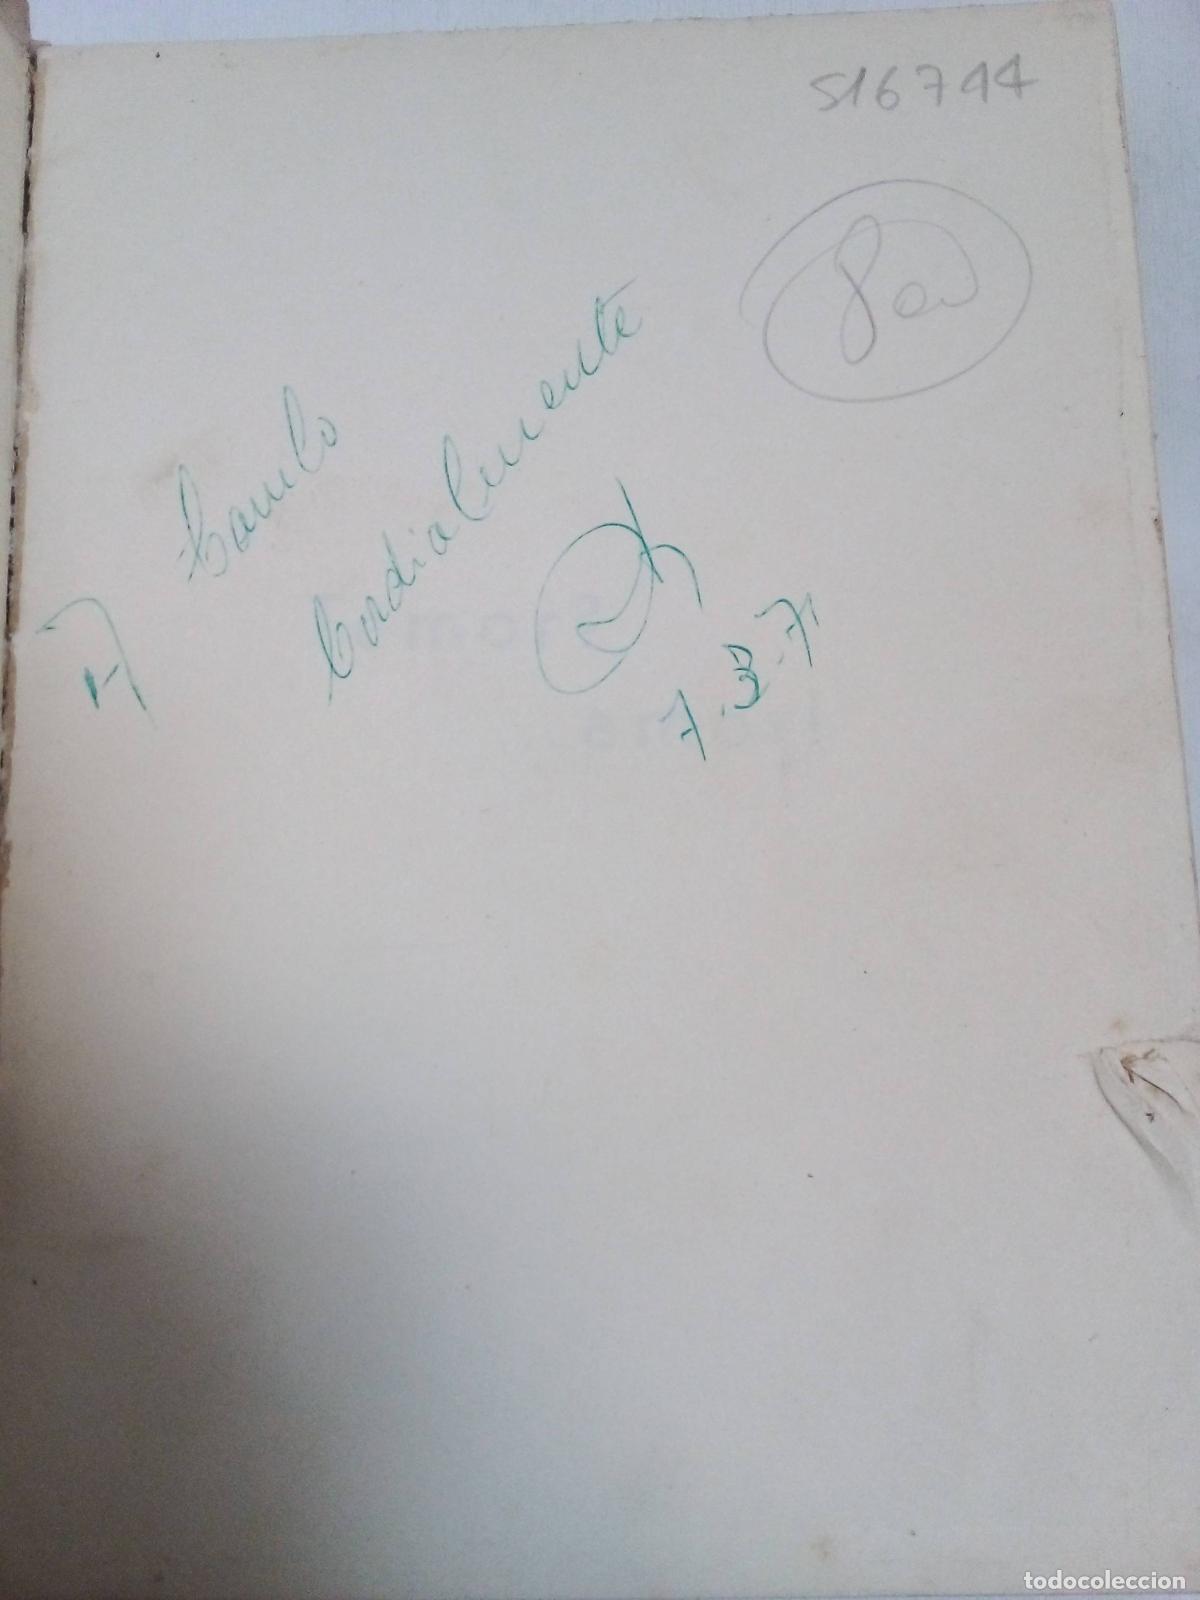 516744
A Camilo
Cordialmente
7.3.71
todocoleccion